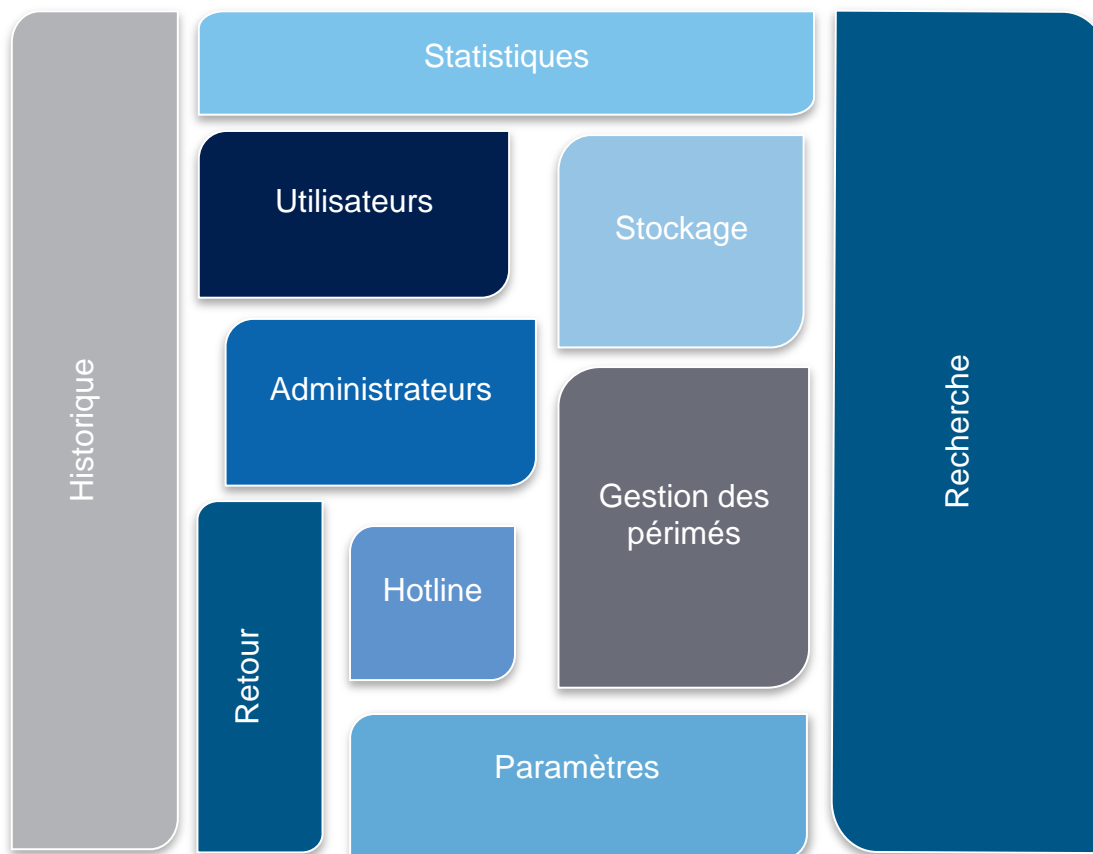 Historique
Statistiques
Utilisateurs
Stockage
Administrateurs
Gestion des
périmés
Hotline
Retour
Paramètres
Recherche